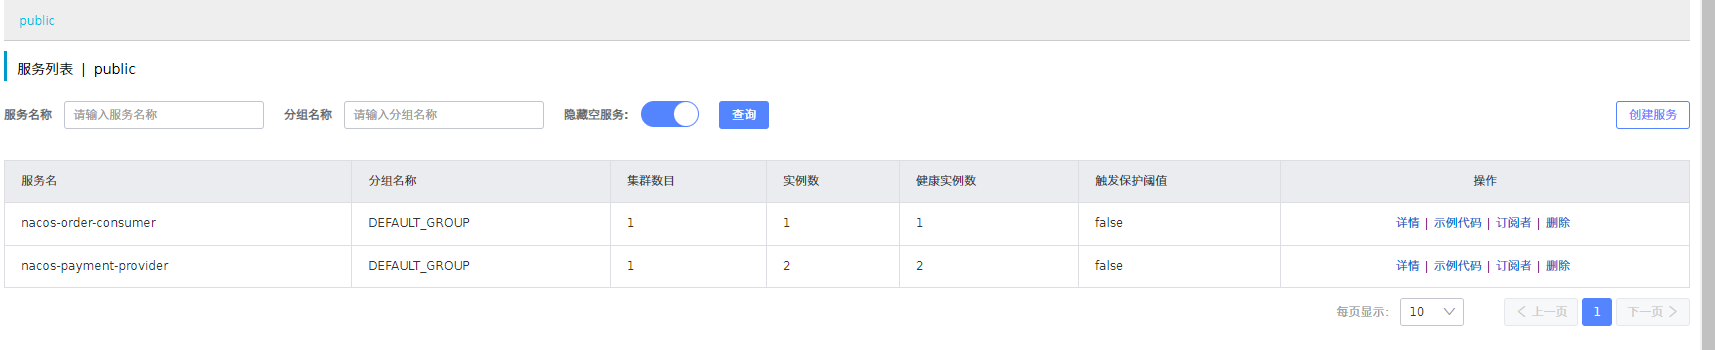 public
服务列表 | public
服务名称 请输入服务名称 分组名称 请输入分组名称 隐藏空服务: 查询 创建服务
服务名 分组名称 集群数目 实例数 健康实例数 触发保护阈值 操作
nacos-order-consumer DEFAULT_GROUP 1 1 1 false 详情 | 示例代码 | 订阅者 | 删除
nacos-payment-provider DEFAULT_GROUP 1 2 2 false 详情 | 示例代码 | 订阅者 | 删除
每页显示: 10 上一页 1 下一页